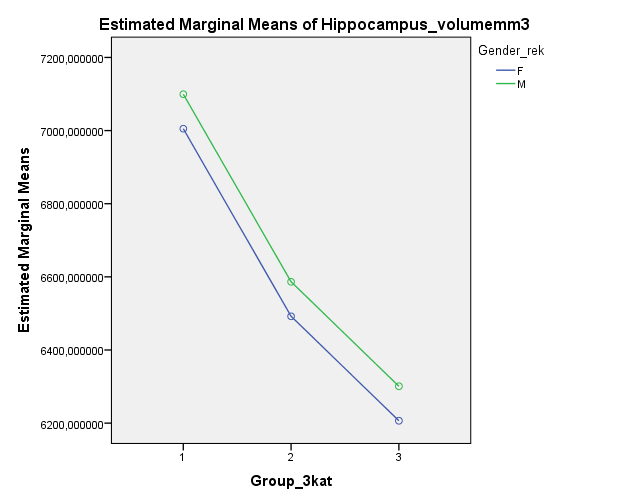 Estimated Marginal Means of Hippocampus_volumemm3
Gender_rek
F
M
Estimated Marginal Means
7200,000000
7000,000000
6800,000000
6600,000000
6400,000000
6200,000000
1
2
3
Group_3kat